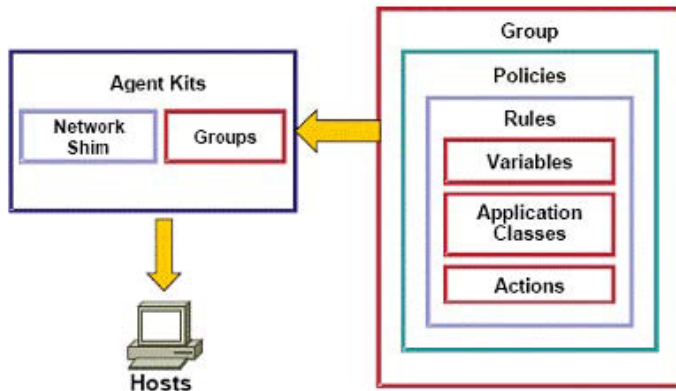 Agent Kits
Network
Shim
Groups
Hosts
Group
Policies
Rules
Variables
Application
Classes
Actions